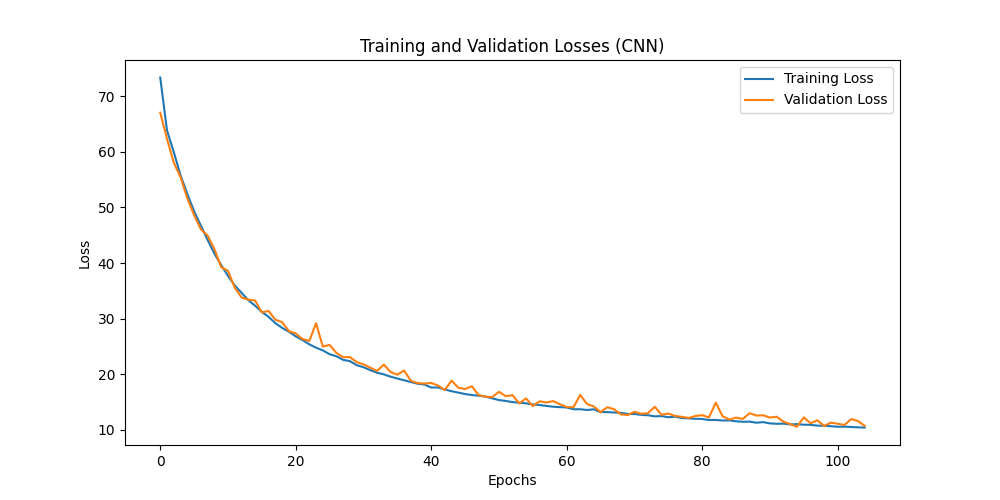 Training and Validation Losses (CNN)
Training Loss
Validation Loss
Loss
70
60
50
40
30
20
10
0 20 40 60 80 100
Epochs